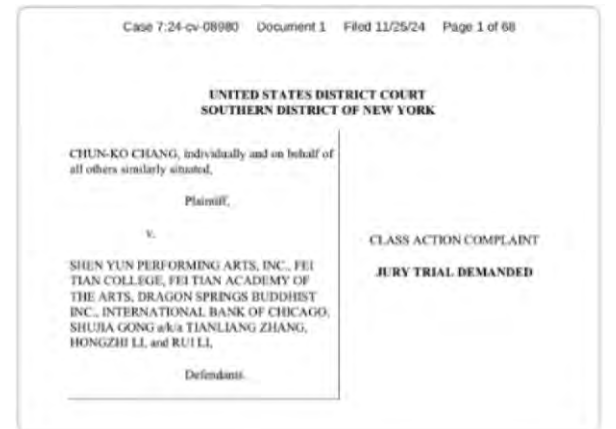 Case 7:24-cv-08980 Document 1 Filed 11/25/24 Page 1 of 68
UNITED STATES DISTRICT COURT
SOUTHERN DISTRICT OF NEW YORK
CHUN-KO CHANG, individually and on behalf of
all others similarly situated,
Plaintiff,
v.
SHEN YUN PERFORMING ARTS, INC., FEI
TIAN COLLEGE, FEI TIAN ACADEMY OF
THE ARTS, DRAGON SPRINGS BUDDHIST
INC., INTERNATIONAL BANK OF CHICAGO,
SHUJIA GONG a/k/a TIANLIANG ZHANG,
HONGZHI LI, and RUI LI,
Defendants.
CLASS ACTION COMPLAINT
JURY TRIAL DEMANDED